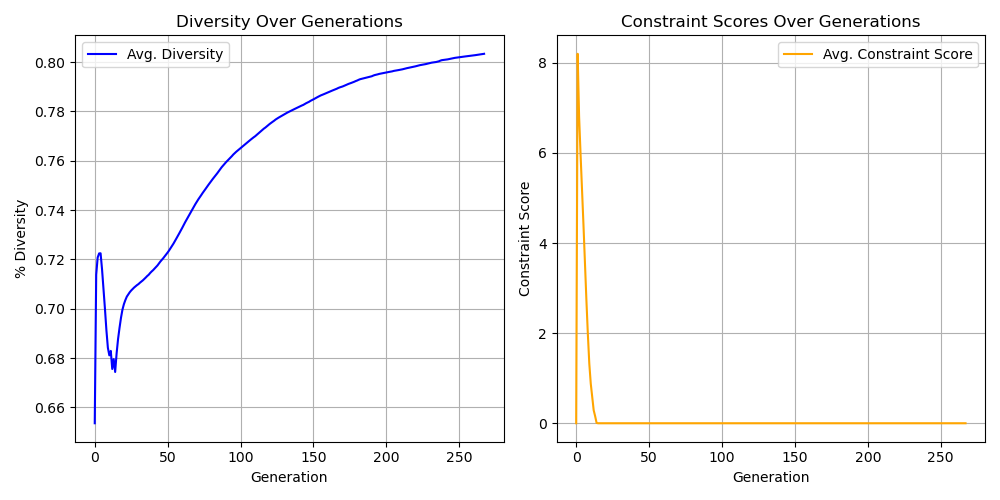 Diversity Over Generations
Avg. Diversity
% Diversity
0.80
0.78
0.76
0.74
0.72
0.70
0.68
0.66
0 50 100 150 200 250
Generation
Constraint Scores Over Generations
Avg. Constraint Score
Constraint Score
8
6
4
2
0
0 50 100 150 200 250
Generation